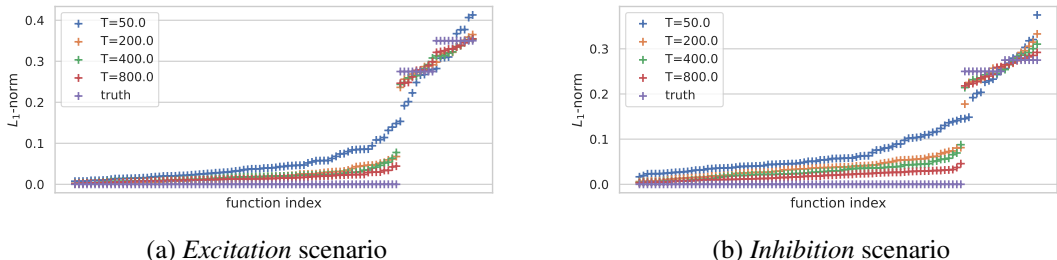 0.4
0.3
0.2
0.1
0.0
L₁-norm
T=50.0
T=200.0
T=400.0
T=800.0
truth
function index
(a) Excitation scenario
0.3
0.2
0.1
0.0
L₁-norm
T=50.0
T=200.0
T=400.0
T=800.0
truth
function index
(b) Inhibition scenario